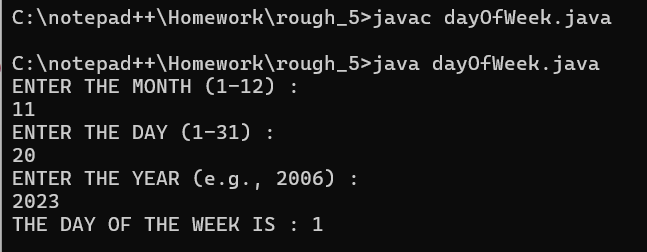 C:\notepad++\Homework\rough_5>javac dayOfWeek.java
C:\notepad++\Homework\rough_5>java dayOfWeek.java
ENTER THE MONTH (1-12) :
11
ENTER THE DAY (1-31) :
20
ENTER THE YEAR (e.g., 2006) :
2023
THE DAY OF THE WEEK IS : 1